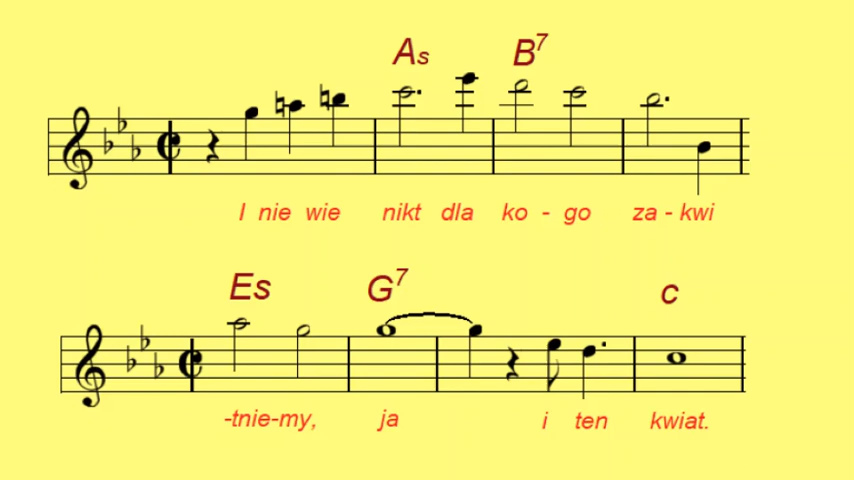 As B7
I nie wie nikt dla ko - go za - kwi
Es G7 c
-tnie-my, ja i ten kwiat.